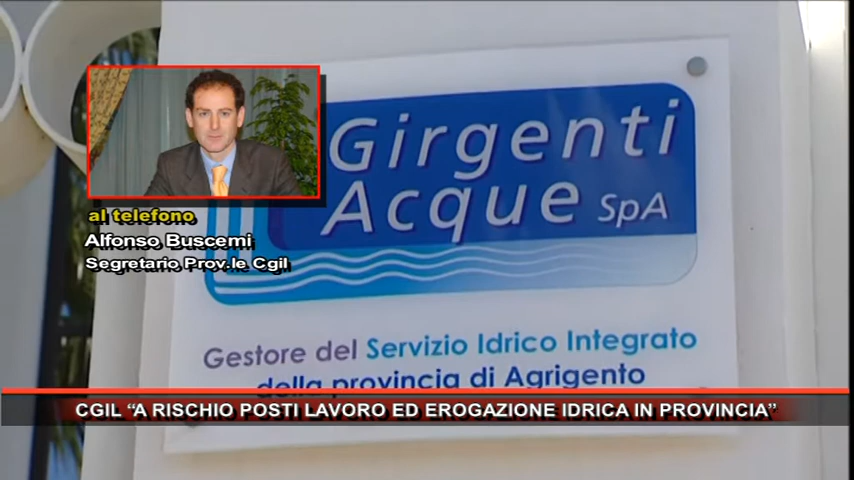 Girgenti
Acque SpA
al telefono
Alfonso Buscemi
Segretario Prov.le Cgil
Gestore del Servizio Idrico Integrato
della provincia di Agrigento
CGIL “A RISCHIO POSTI LAVORO ED EROGAZIONE IDRICA IN PROVINCIA”